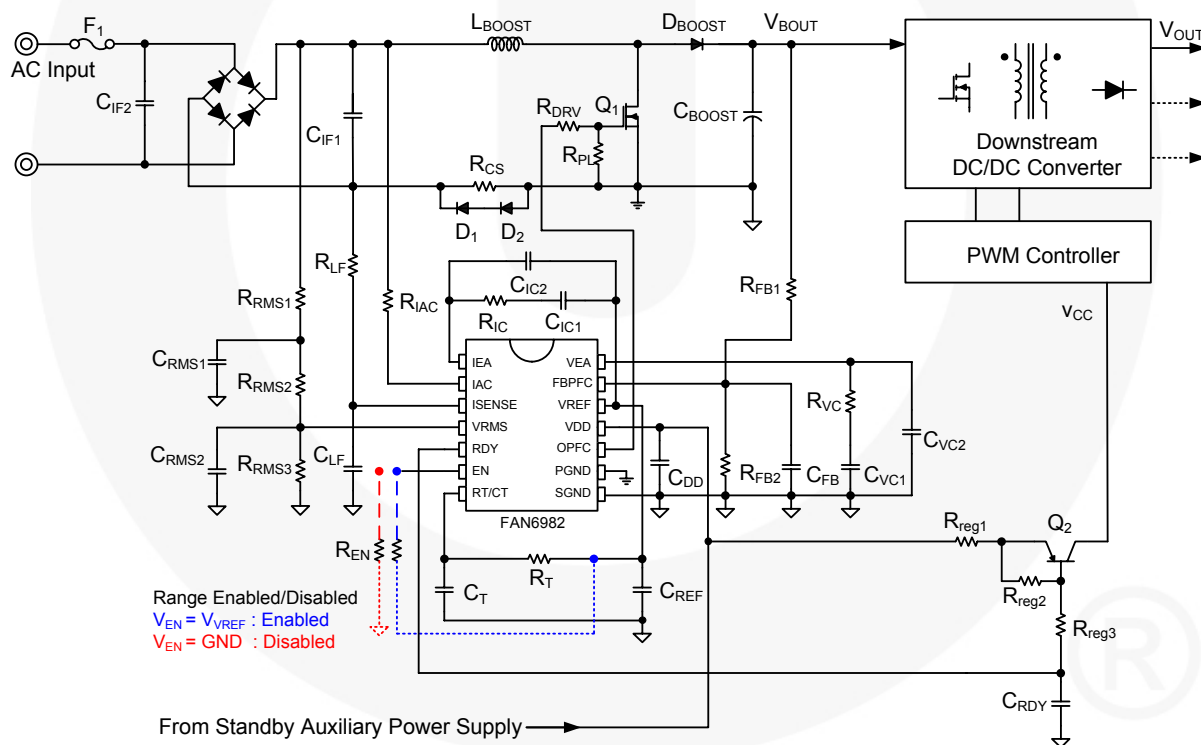 F1
LBOOST
DBOOST
VBOUT
VOUT
AC Input
CIF2
CIF1
RDRV
Q1
CBOOST
RPL
RCS
D1
D2
Downstream
DC/DC Converter
PWM Controller
RLF
CIC2
RIAC
RIC
CIC1
RFB1
vCC
RRMS1
CRMS1
RRMS2
CRMS2
RRMS3
CLF
IEA
IAC
ISENSE
VRMS
RDY
EN
RT/CT
VEA
FBPFC
VREF
VDD
OPFC
PGND
SGND
FAN6982
RVC
CVC2
CDD
RFB2
CFB
CVC1
REN
RT
CT
CREF
Rreg1
Q2
Rreg2
Rreg3
CRDY
Range Enabled/Disabled
VEN = VVREF : Enabled
VEN = GND : Disabled
From Standby Auxiliary Power Supply
®